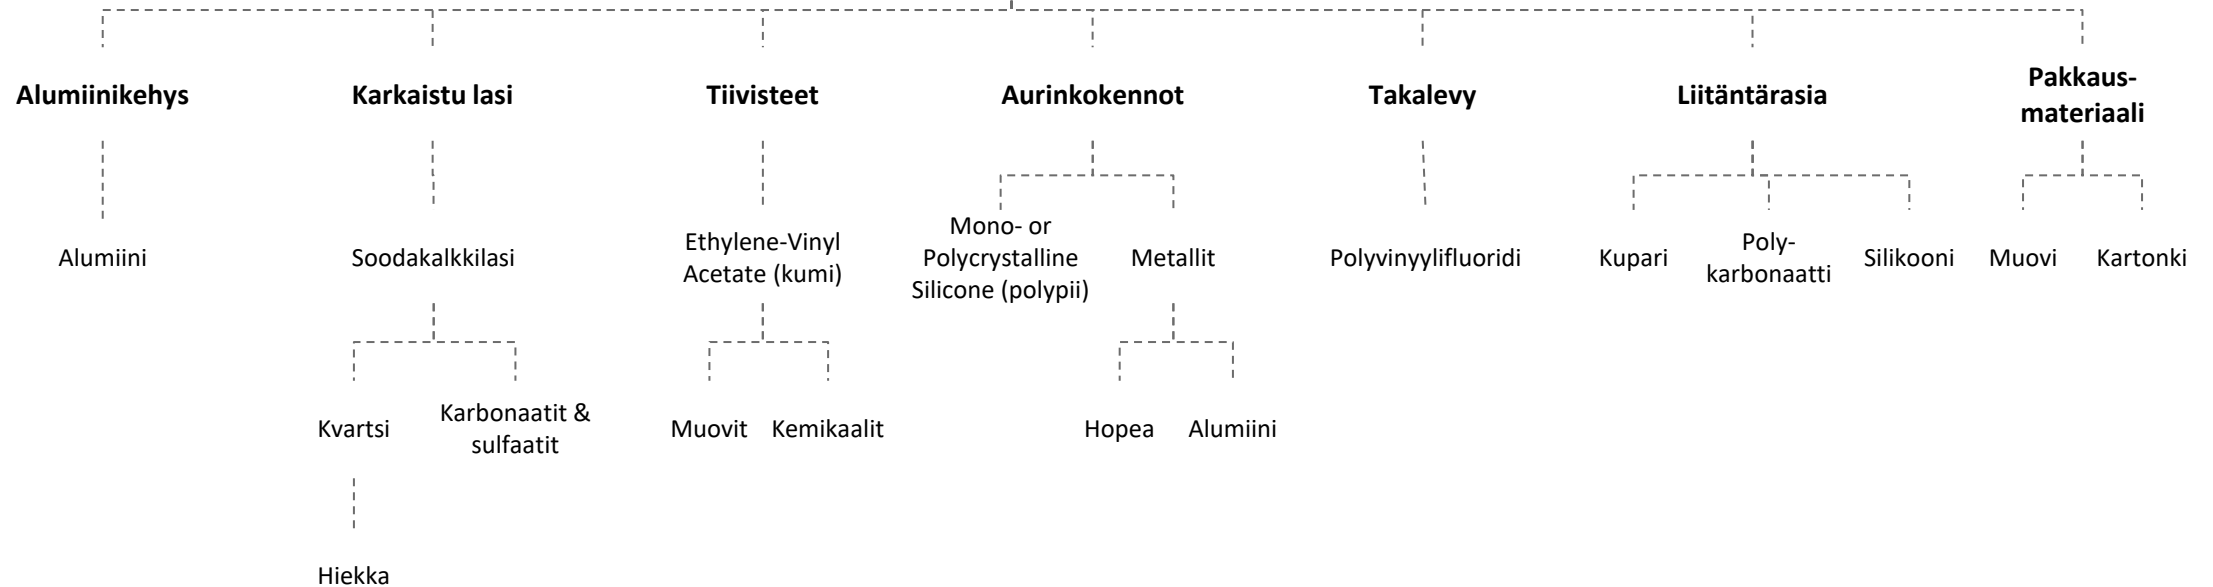 Alumiinikehys
Karkaistu lasi
Tiivisteet
Aurinkokennot
Takalevy
Liitäntärasia
Pakkaus-
materiaali
Alumiini
Soodakalkkilasi
Ethylene-Vinyl
Acetate (kumi)
Mono- or
Polycrystalline
Silicone (polypii)
Metallit
Polyvinyylifluoridi
Kupari
Poly-
karbonaatti
Silikooni
Muovi
Kartonki
Kvartsi
Karbonaatit &
sulfaatit
Muovit
Kemikaalit
Hopea
Alumiini
Hiekka